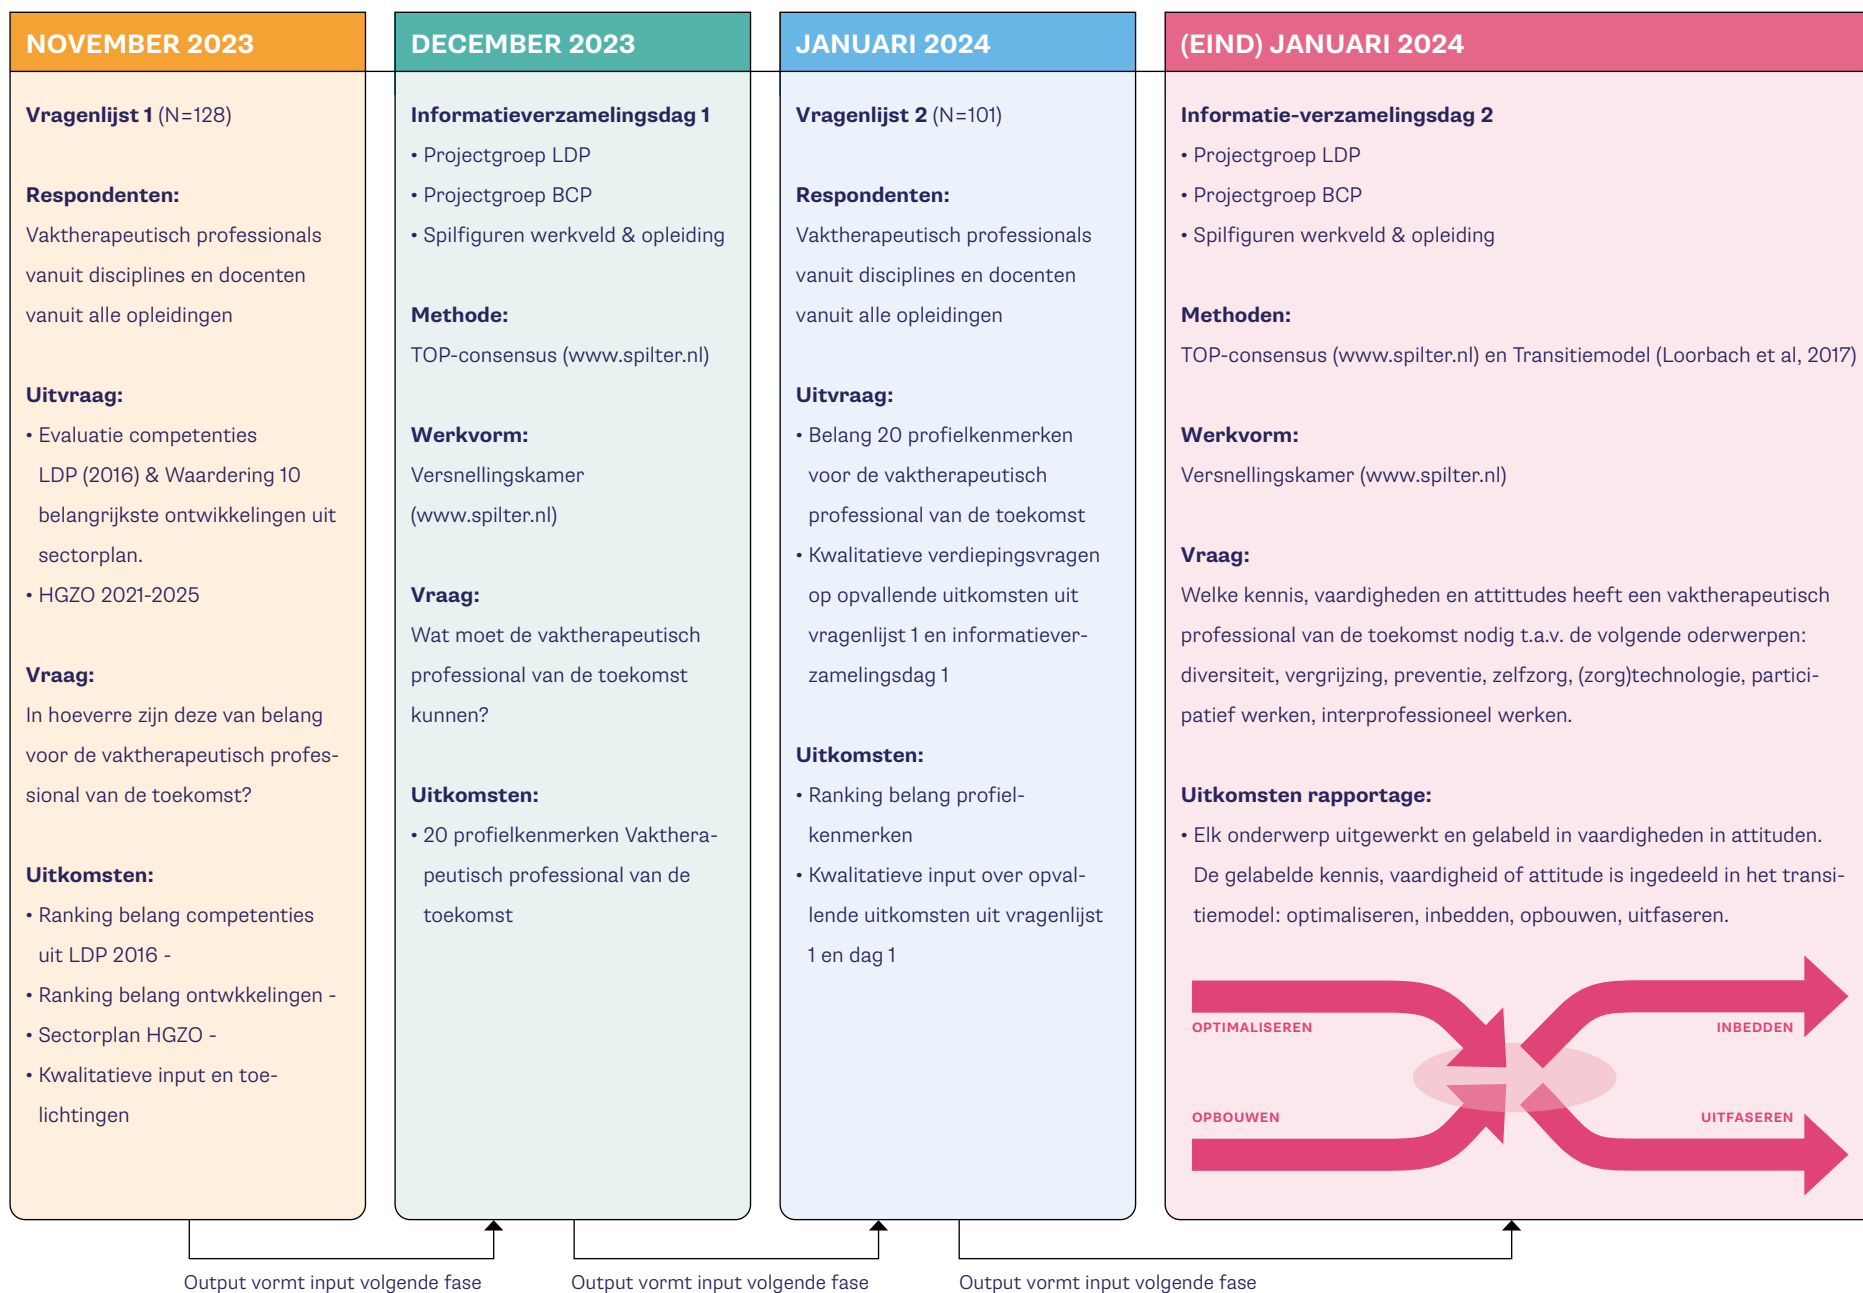 NOVEMBER 2023
Vragenlijst 1 (N=128)
Respondenten:
Vaktherapeutisch professionals
vanuit disciplines en docenten
vanuit alle opleidingen
Uitvraag:
• Evaluatie competenties
LDP (2016) & Waardering 10
belangrijkste ontwikkelingen uit
sectorplan.
• HGZO 2021-2025
Vraag:
In hoeverre zijn deze van belang
voor de vaktherapeutisch profes-
sional van de toekomst?
Uitkomsten:
• Ranking belang competenties
uit LDP 2016 -
• Ranking belang ontwkkelingen -
• Sectorplan HGZO -
• Kwalitatieve input en toe-
lichtingen
DECEMBER 2023
Informatieverzamelingsdag 1
• Projectgroep LDP
• Projectgroep BCP
• Spilfiguren werkveld & opleiding
Methode:
TOP-consensus (www.spilter.nl)
Werkvorm:
Versnellingskamer
(www.spilter.nl)
Vraag:
Wat moet de vaktherapeutisch
professional van de toekomst
kunnen?
Uitkomsten:
• 20 profielkenmerken Vakthera-
peutisch professional van de
toekomst
JANUARI 2024
Vragenlijst 2 (N=101)
Respondenten:
Vaktherapeutisch professionals
vanuit disciplines en docenten
vanuit alle opleidingen
Uitvraag:
• Belang 20 profielkenmerken
voor de vaktherapeutisch
professional van de toekomst
• Kwalitatieve verdiepingsvragen
op opvallende uitkomsten uit
vragenlijst 1 en informatiever-
zamelingsdag 1
Uitkomsten:
• Ranking belang profiel-
kenmerken
• Kwalitatieve input over opval-
lende uitkomsten uit vragenlijst
1 en dag 1
(EIND) JANUARI 2024
Informatie-verzamelingsdag 2
• Projectgroep LDP
• Projectgroep BCP
• Spilfiguren werkveld & opleiding
Methoden:
TOP-consensus (www.spilter.nl) en Transitiemodel (Loorbach et al, 2017)
Werkvorm:
Versnellingskamer (www.spilter.nl)
Vraag:
Welke kennis, vaardigheden en attittudes heeft een vaktherapeutisch
professional van de toekomst nodig t.a.v. de volgende oderwerpen:
diversiteit, vergrijzing, preventie, zelfzorg, (zorg)technologie, partici-
patief werken, interprofessioneel werken.
Uitkomsten rapportage:
• Elk onderwerp uitgewerkt en gelabeld in vaardigheden in attituden.
De gelabelde kennis, vaardigheid of attitude is ingedeeld in het transi-
tiemodel: optimaliseren, inbedden, opbouwen, uitfaseren.
OPTIMALISEREN
INBEDDEN
OPBOUWEN
UITFASEREN
Output vormt input volgende fase
Output vormt input volgende fase
Output vormt input volgende fase